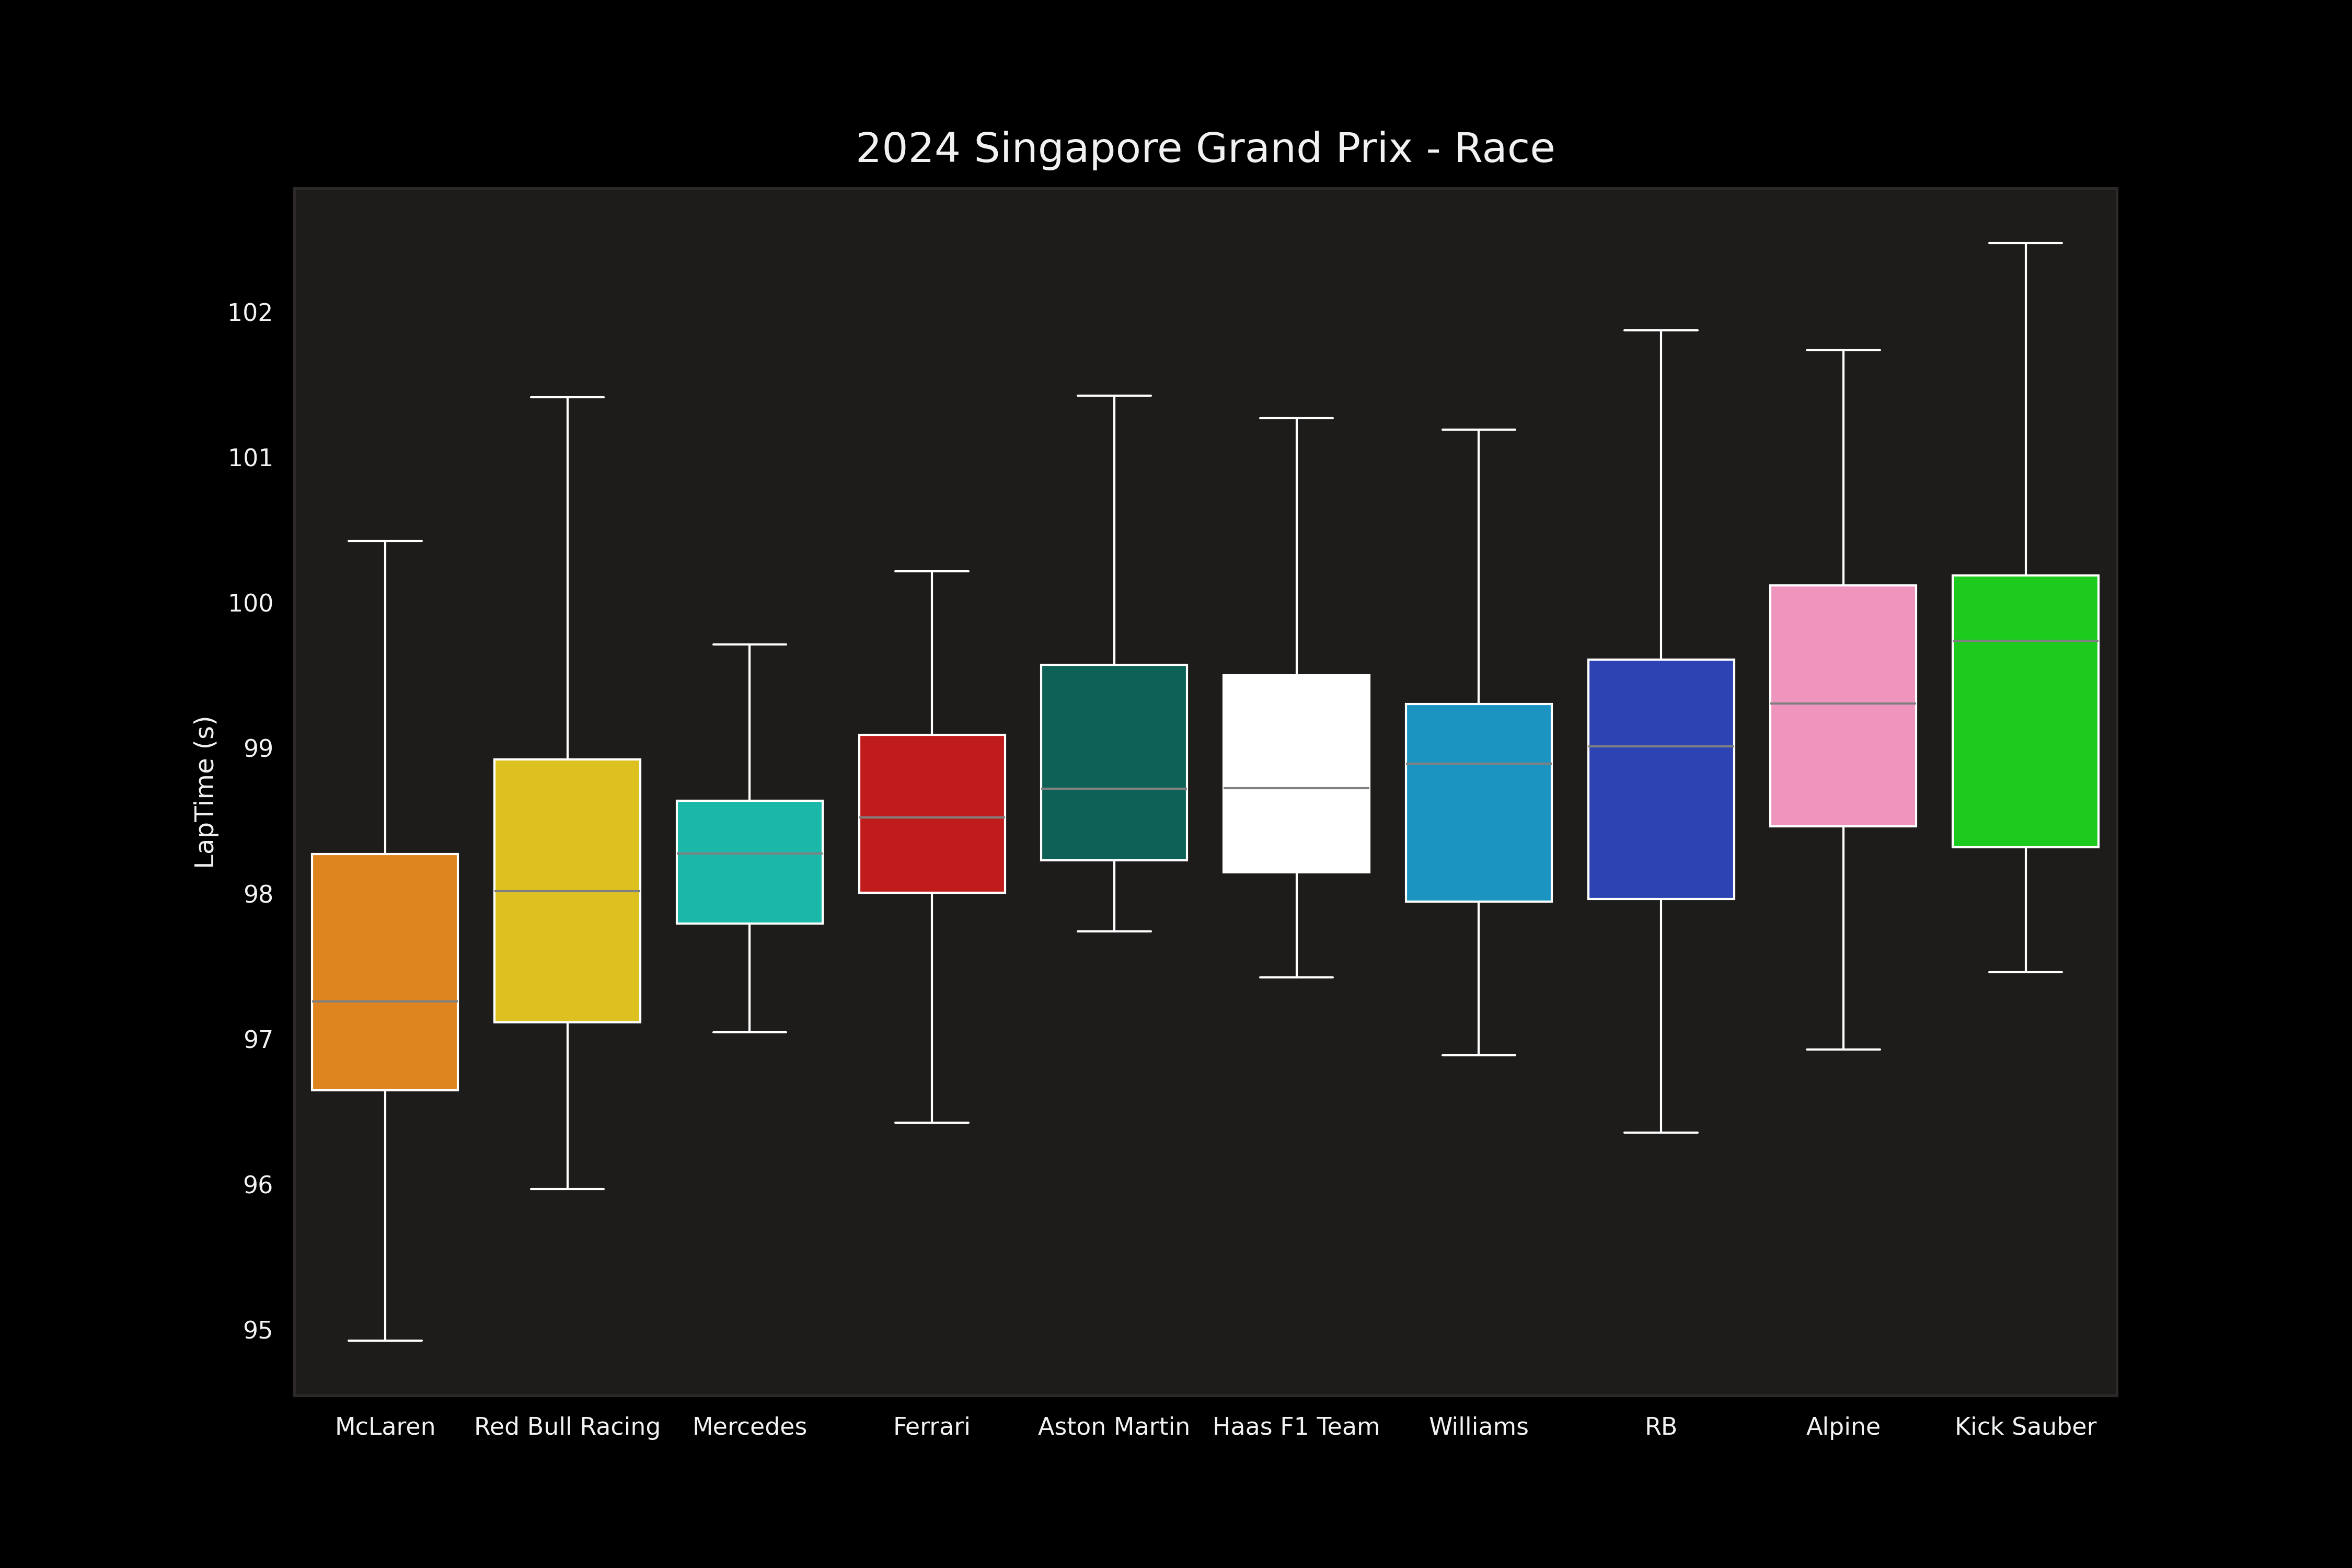 2024 Singapore Grand Prix - Race
LapTime (s)
102
101
100
99
98
97
96
95
McLaren Red Bull Racing Mercedes Ferrari Aston Martin Haas F1 Team Williams RB Alpine Kick Sauber